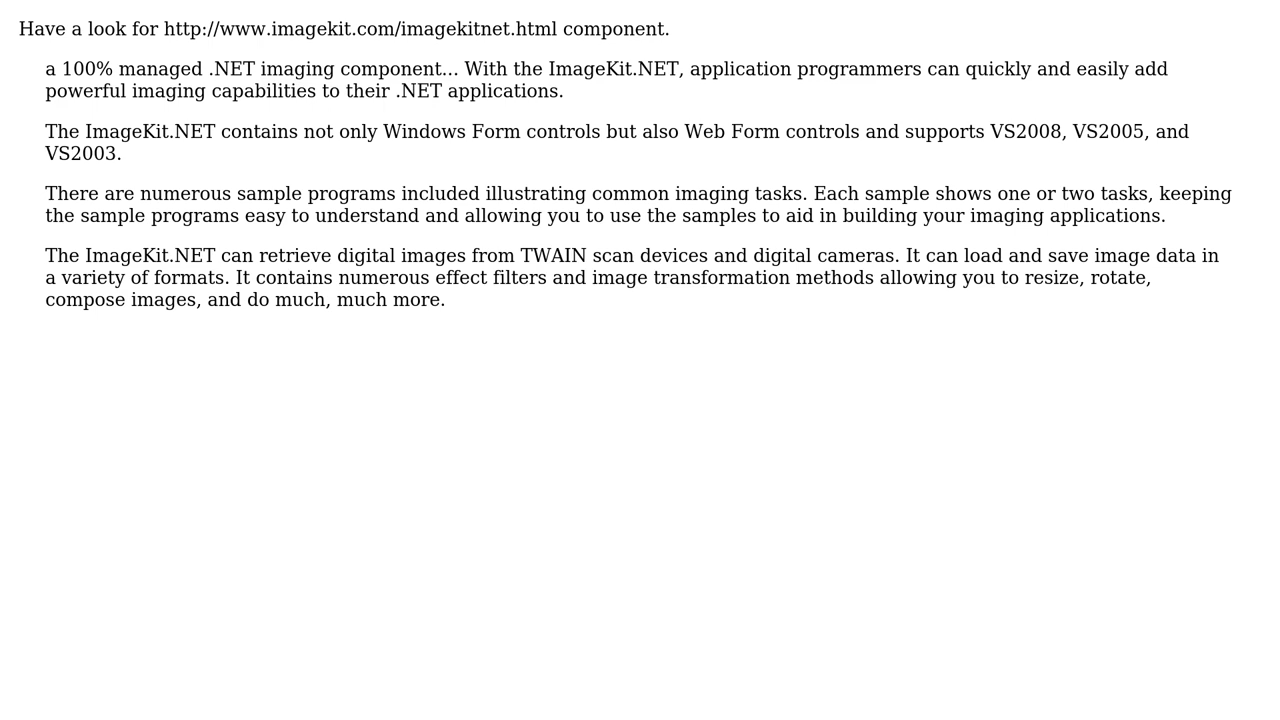 Have a look for http://www.imagekit.com/imagekitnet.html component.
a 100% managed .NET imaging component... With the ImageKit.NET, application programmers can quickly and easily add
powerful imaging capabilities to their .NET applications.
The ImageKit.NET contains not only Windows Form controls but also Web Form controls and supports VS2008, VS2005, and
VS2003.
There are numerous sample programs included illustrating common imaging tasks. Each sample shows one or two tasks, keeping
the sample programs easy to understand and allowing you to use the samples to aid in building your imaging applications.
The ImageKit.NET can retrieve digital images from TWAIN scan devices and digital cameras. It can load and save image data in
a variety of formats. It contains numerous effect filters and image transformation methods allowing you to resize, rotate,
compose images, and do much, much more.